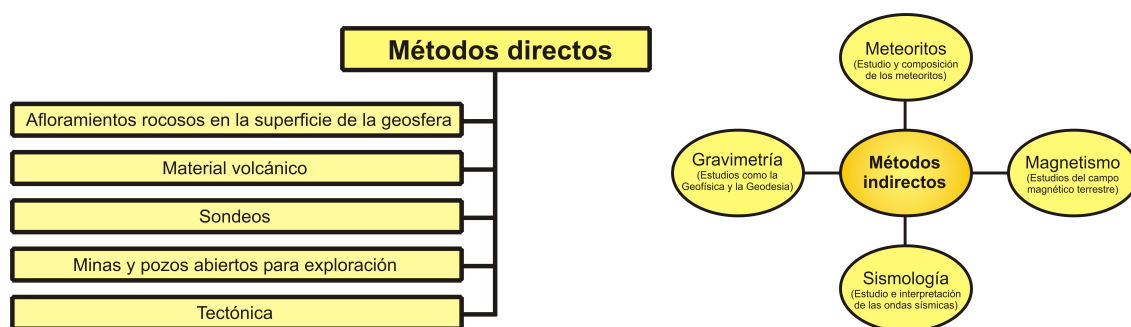 Métodos directos
Afloramientos rocosos en la superficie de la geosfera
Material volcánico
Sondeos
Minas y pozos abiertos para exploración
Tectónica
Meteoritos
(Estudio y composición
de los meteoritos)
Gravimetría
(Estudios como la
Geofísica y la Geodesia)
Métodos
indirectos
Magnetismo
(Estudios del campo
magnético terrestre)
Sismología
(Estudio e interpretación
de las ondas sísmicas)